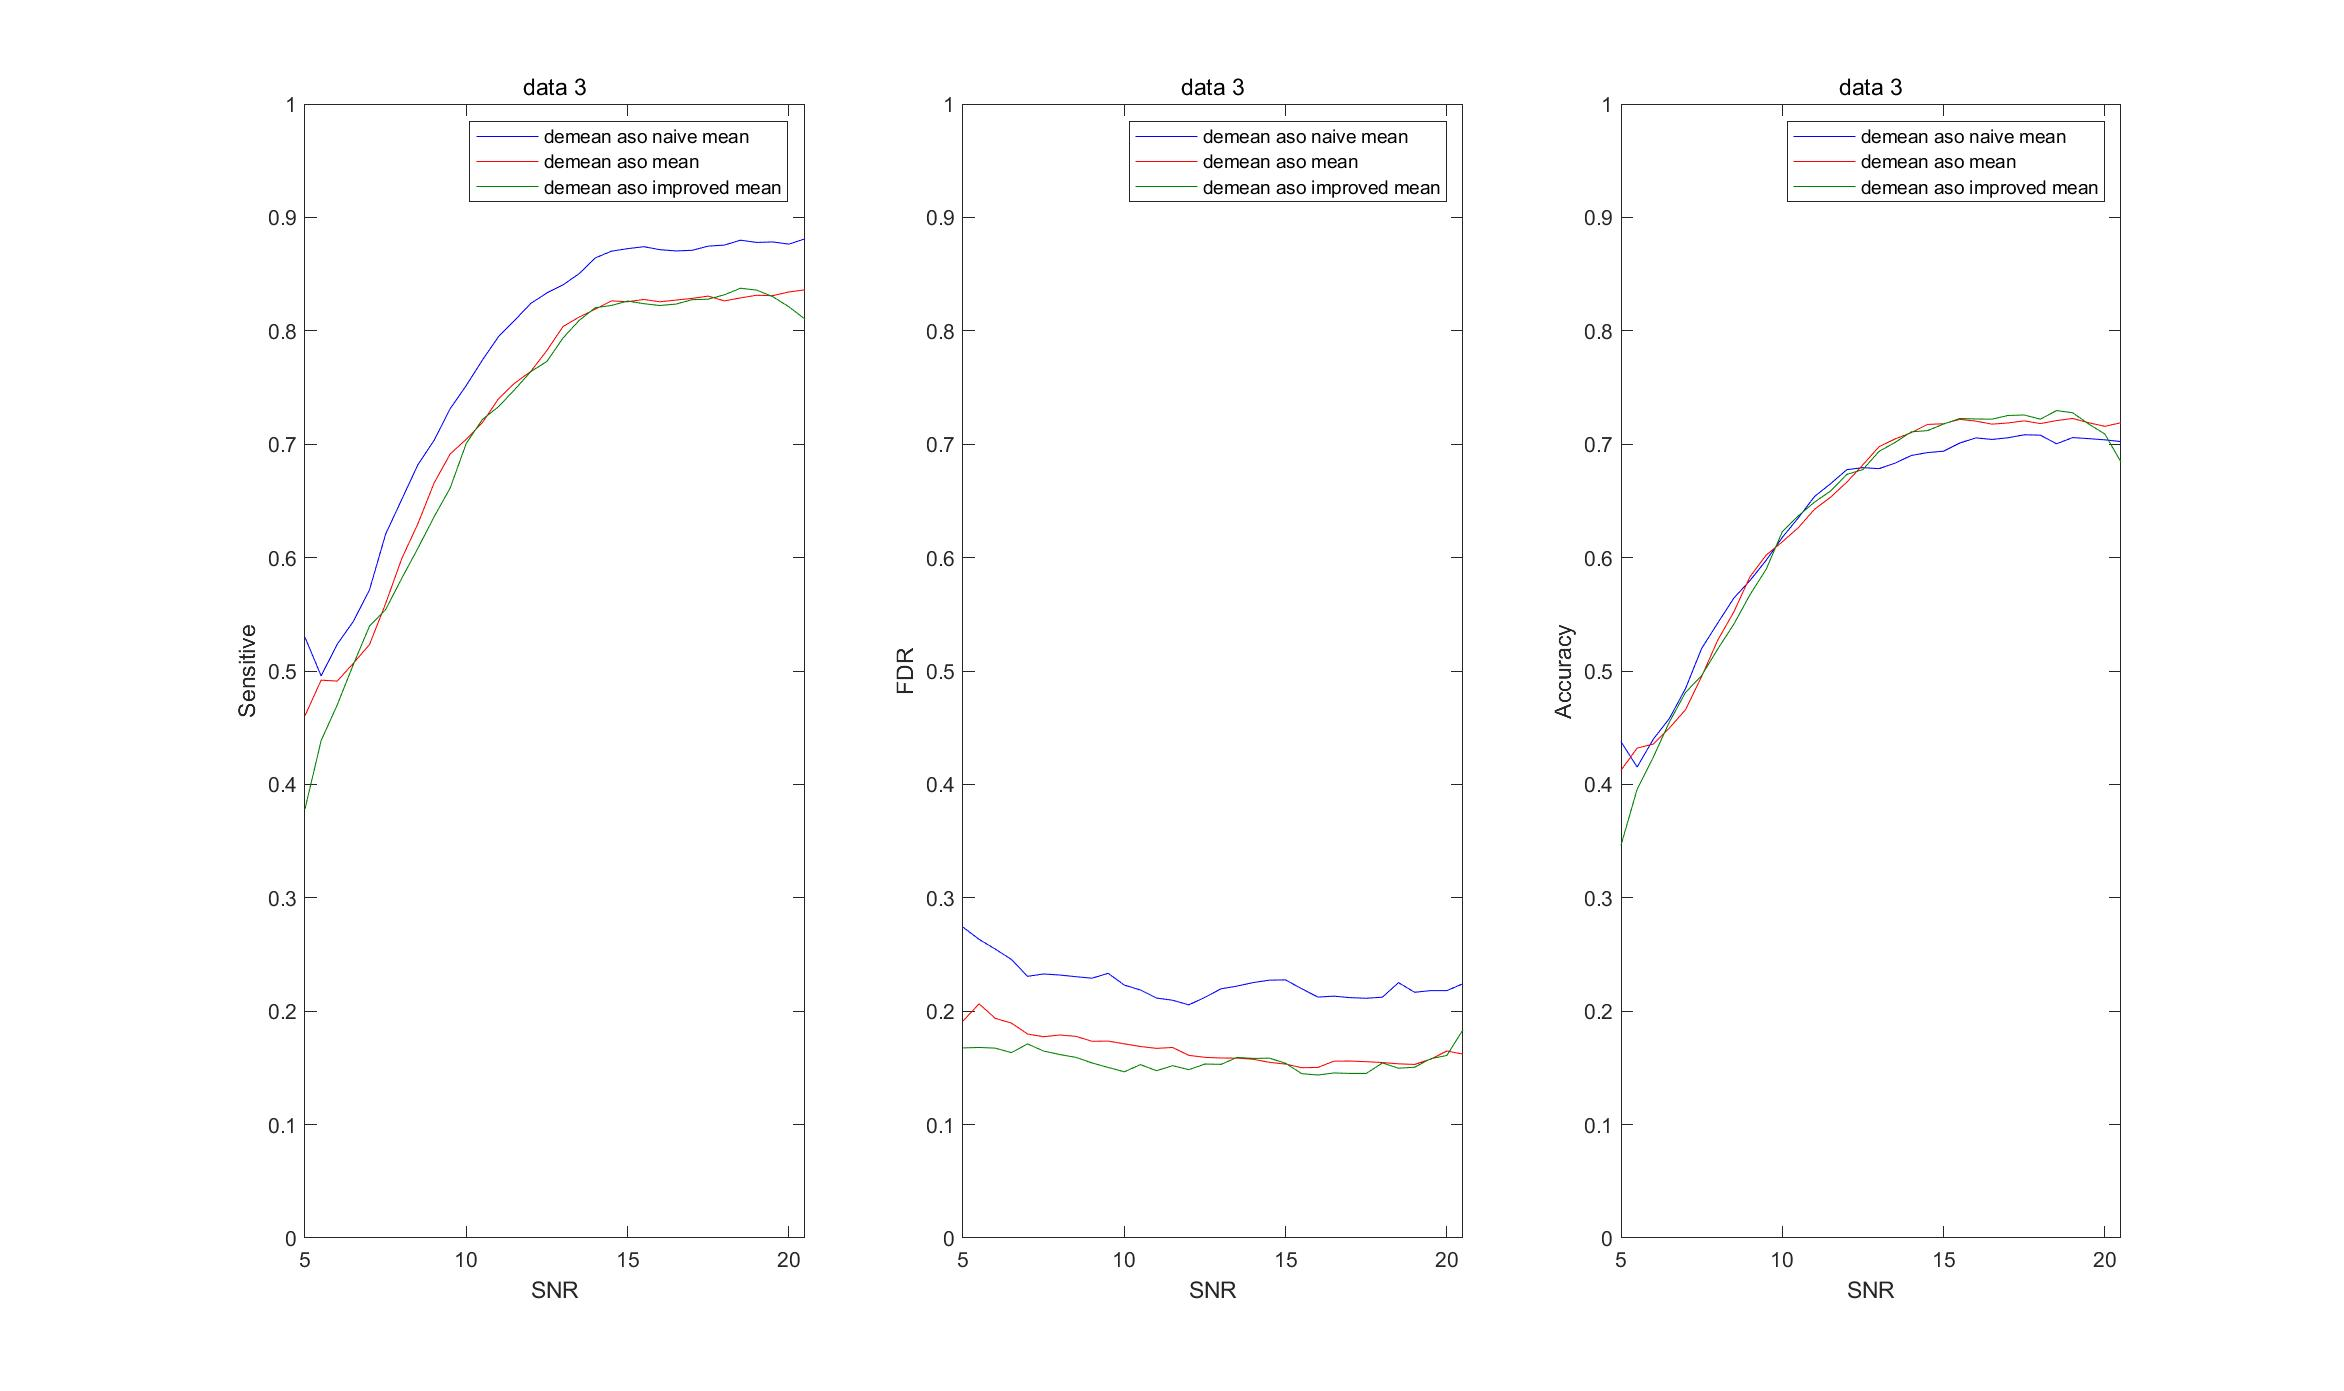 data 3
demean aso naive mean
demean aso mean
demean aso improved mean
1
0.9
0.8
0.7
0.6
0.5
0.4
0.3
0.2
0.1
0
Sensitive
5
10
15
20
SNR
data 3
demean aso naive mean
demean aso mean
demean aso improved mean
1
0.9
0.8
0.7
0.6
0.5
0.4
0.3
0.2
0.1
0
FDR
5
10
15
20
SNR
data 3
demean aso naive mean
demean aso mean
demean aso improved mean
1
0.9
0.8
0.7
0.6
0.5
0.4
0.3
0.2
0.1
0
Accuracy
5
10
15
20
SNR